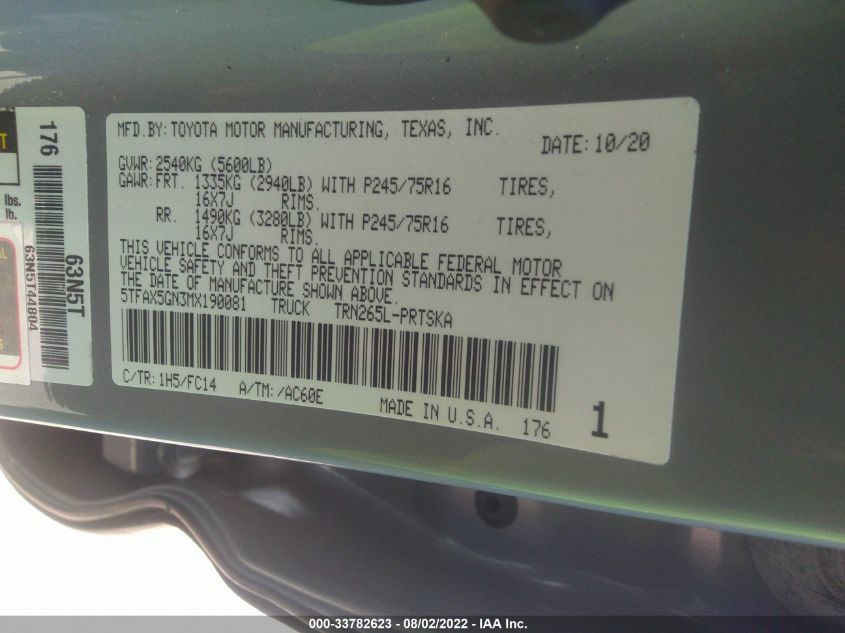 MFD.BY: TOYOTA MOTOR MANUFACTURING, TEXAS, INC.
DATE: 10/20
GVWR: 2540KG (5600LB)
GAWR: FRT. 1335KG (2940LB) WITH P245/75R16 TIRES,
16X7J RIMS.
RR. 1490KG (3280LB) WITH P245/75R16 TIRES,
16X7J RIMS.
THIS VEHICLE CONFORMS TO ALL APPLICABLE FEDERAL MOTOR
VEHICLE SAFETY AND THEFT PREVENTION STANDARDS IN EFFECT ON
THE DATE OF MANUFACTURE SHOWN ABOVE.
5TFAX5GN3MX190081 TRUCK TRN265L-PRTSKA
C/TR: 1H5/FC14 A/TM: /AC60E
MADE IN U.S.A. 176
1
176
63N5T
63N5T44804
lbs.
lb.
000-33782623 - 08/02/2022 - IAA Inc.